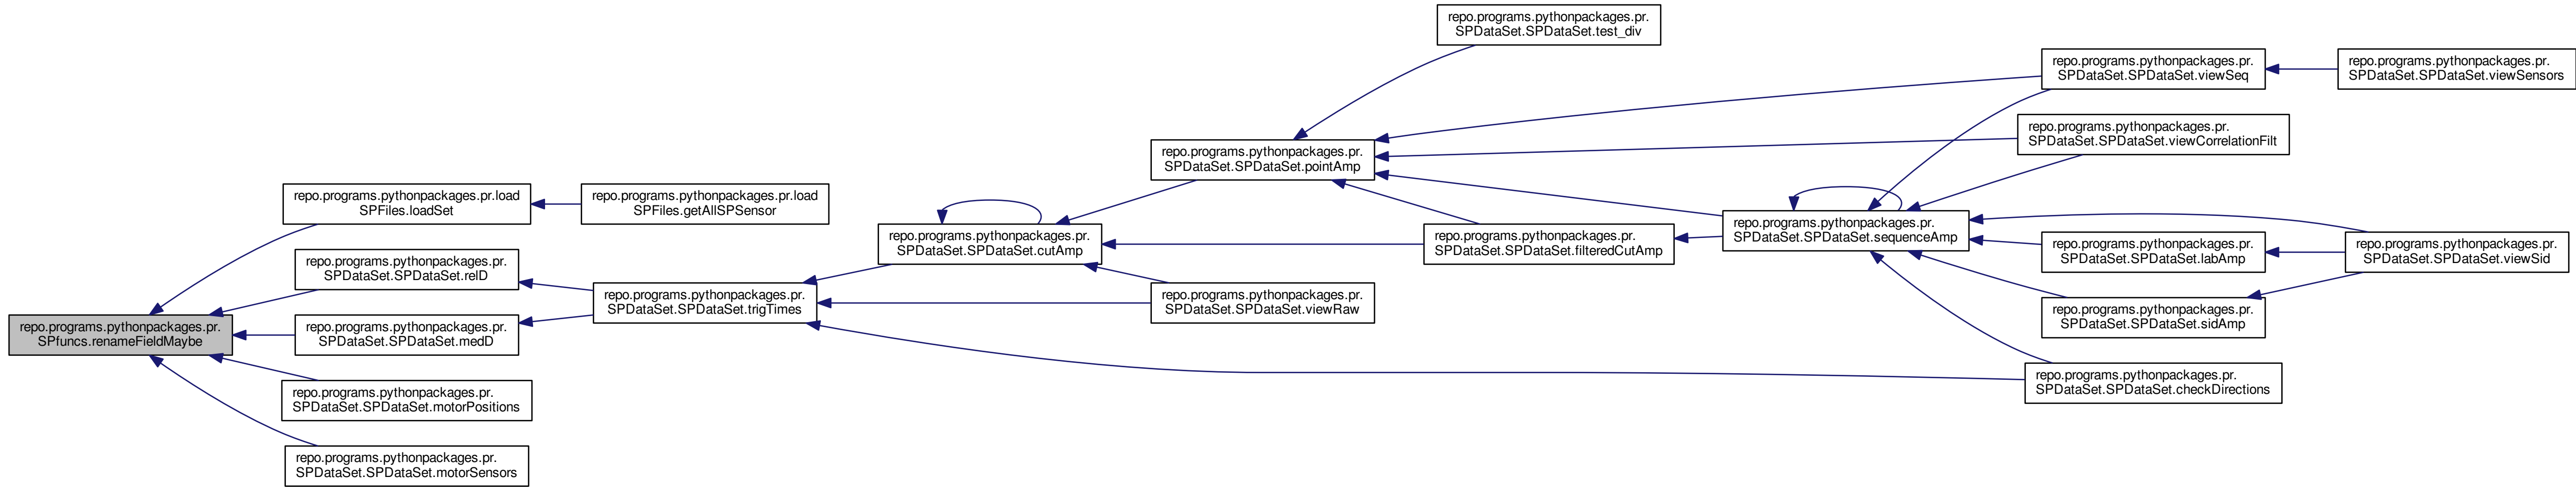 repo.programs.pythonpackages.pr.
SPDataSet.SPDataSet.test_div
repo.programs.pythonpackages.pr.
SPDataSet.SPDataSet.viewSeq
repo.programs.pythonpackages.pr.
SPDataSet.SPDataSet.viewSensors
repo.programs.pythonpackages.pr.
SPDataSet.SPDataSet.viewCorrelationFilt
repo.programs.pythonpackages.pr.
SPDataSet.SPDataSet.pointAmp
repo.programs.pythonpackages.pr.load
SPFiles.loadSet
repo.programs.pythonpackages.pr.load
SPFiles.getAllSPSensor
repo.programs.pythonpackages.pr.
SPDataSet.SPDataSet.sequenceAmp
repo.programs.pythonpackages.pr.
SPDataSet.SPDataSet.cutAmp
repo.programs.pythonpackages.pr.
SPDataSet.SPDataSet.filteredCutAmp
repo.programs.pythonpackages.pr.
SPDataSet.SPDataSet.labAmp
repo.programs.pythonpackages.pr.
SPDataSet.SPDataSet.viewSid
repo.programs.pythonpackages.pr.
SPDataSet.SPDataSet.relD
repo.programs.pythonpackages.pr.
SPDataSet.SPDataSet.trigTimes
repo.programs.pythonpackages.pr.
SPDataSet.SPDataSet.viewRaw
repo.programs.pythonpackages.pr.
SPDataSet.SPDataSet.sidAmp
repo.programs.pythonpackages.pr.
SPfuncs.renameFieldMaybe
repo.programs.pythonpackages.pr.
SPDataSet.SPDataSet.medD
repo.programs.pythonpackages.pr.
SPDataSet.SPDataSet.checkDirections
repo.programs.pythonpackages.pr.
SPDataSet.SPDataSet.motorPositions
repo.programs.pythonpackages.pr.
SPDataSet.SPDataSet.motorSensors